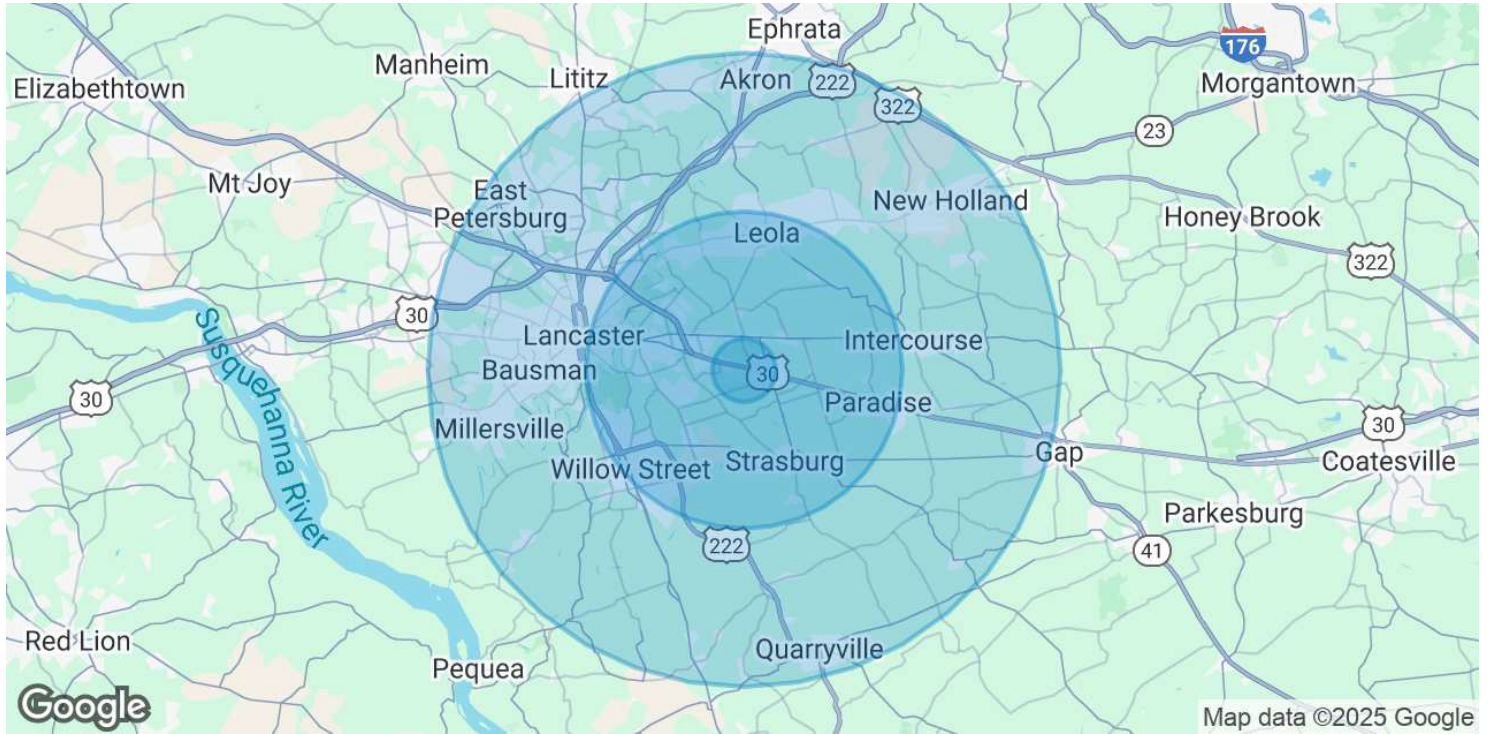 Ephrata
176
Manheim
Lititz
Akron
222
Morgantown
Elizabethtown
322
23
Mt Joy
East
Petersburg
New Holland
Honey Brook
Leola
322
30
Susquehanna River
Lancaster
Intercourse
Bausman
30
30
Paradise
30
Millersville
Gap
Coatesville
Willow Street
Strasburg
Parkesburg
222
41
Red Lion
Quarryville
Pequea
Google
Map data ©2025 Google